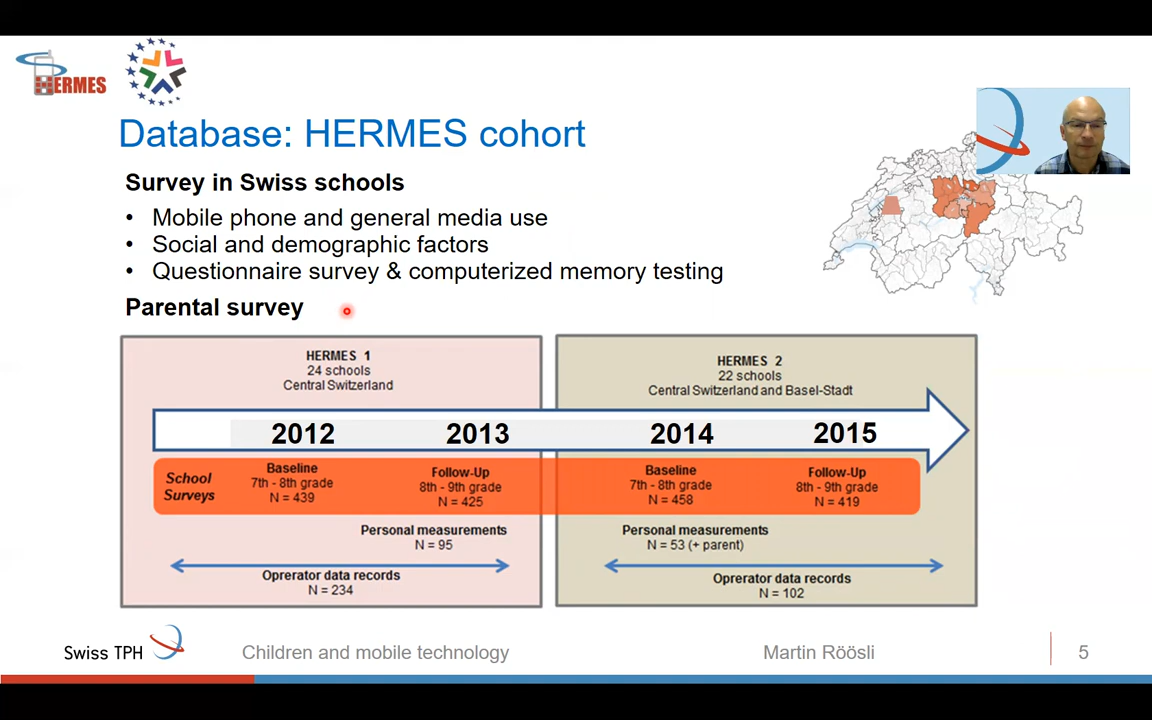 HERMES
Database: HERMES cohort
Survey in Swiss schools
• Mobile phone and general media use
• Social and demographic factors
• Questionnaire survey & computerized memory testing
Parental survey
HERMES 1
24 schools
Central Switzerland
HERMES 2
22 schools
Central Switzerland and Basel-Stadt
2012
2013
2014
2015
School
Surveys
Baseline
7th - 8th grade
N = 439
Follow-Up
8th - 9th grade
N = 425
Baseline
7th - 8th grade
N = 458
Follow-Up
8th - 9th grade
N = 419
Personal measurements
N = 95
Personal measurements
N = 53 (+ parent)
Oprerator data records
N = 234
Oprerator data records
N = 102
Swiss TPH
Children and mobile technology
Martin Röösli
5